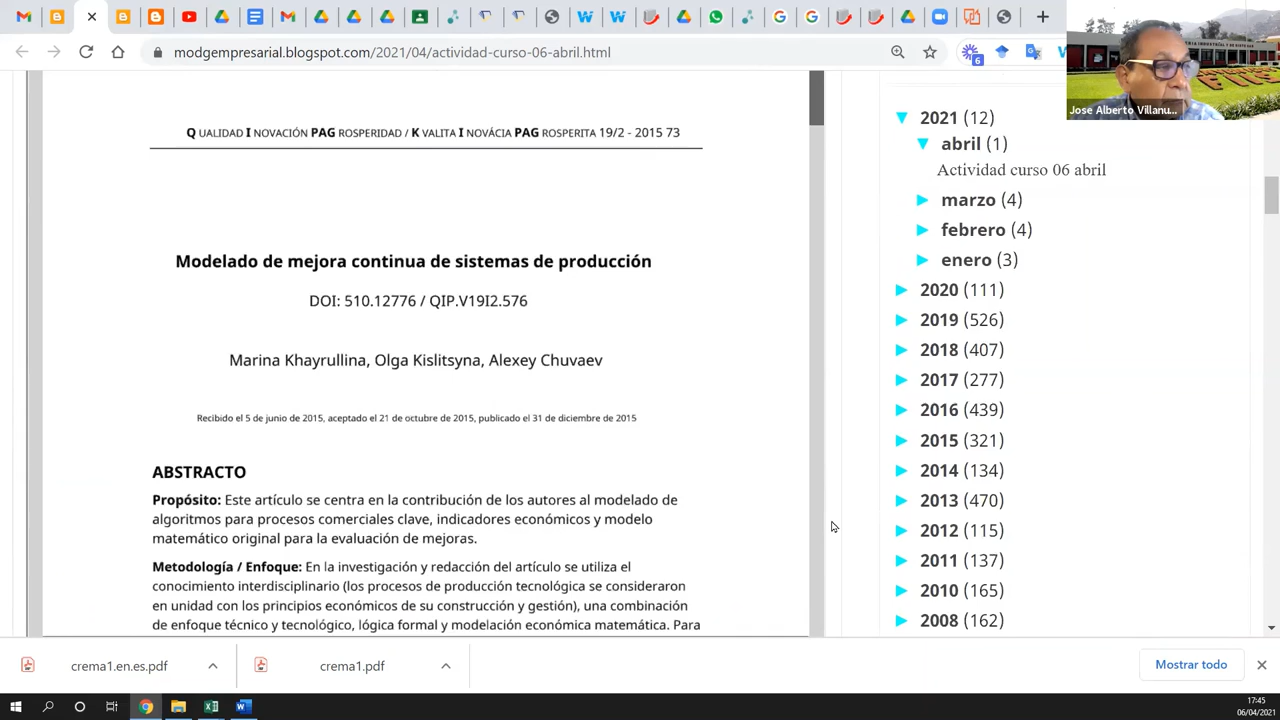 modgempresarial.blogspot.com/2021/04/actividad-curso-06-abril.html
6
Jose Alberto Villanu...
Q UALIDAD I NOVACIÓN PAG ROSPERIDAD / K VALITA I NOVÁCIA PAG ROSPERITA 19/2 - 2015 73
Modelado de mejora continua de sistemas de producción
DOI: 510.12776 / QIP.V19I2.576
Marina Khayrullina, Olga Kislitsyna, Alexey Chuvaev
Recibido el 5 de junio de 2015, aceptado el 21 de octubre de 2015, publicado el 31 de diciembre de 2015
ABSTRACTO
Propósito: Este artículo se centra en la contribución de los autores al modelado de
algoritmos para procesos comerciales clave, indicadores económicos y modelo
matemático original para la evaluación de mejoras.
Metodología / Enfoque: En la investigación y redacción del artículo se utiliza el
conocimiento interdisciplinario (los procesos de producción tecnológica se consideraron
en unidad con los principios económicos de su construcción y gestión), una combinación
de enfoque técnico y tecnológico, lógica formal y modelación económica matemática. Para
2021 (12)
abril (1)
Actividad curso 06 abril
marzo (4)
febrero (4)
enero (3)
2020 (111)
2019 (526)
2018 (407)
2017 (277)
2016 (439)
2015 (321)
2014 (134)
2013 (470)
2012 (115)
2011 (137)
2010 (165)
2008 (162)
crema1.en.es.pdf
crema1.pdf
Mostrar todo
17:45
06/04/2021